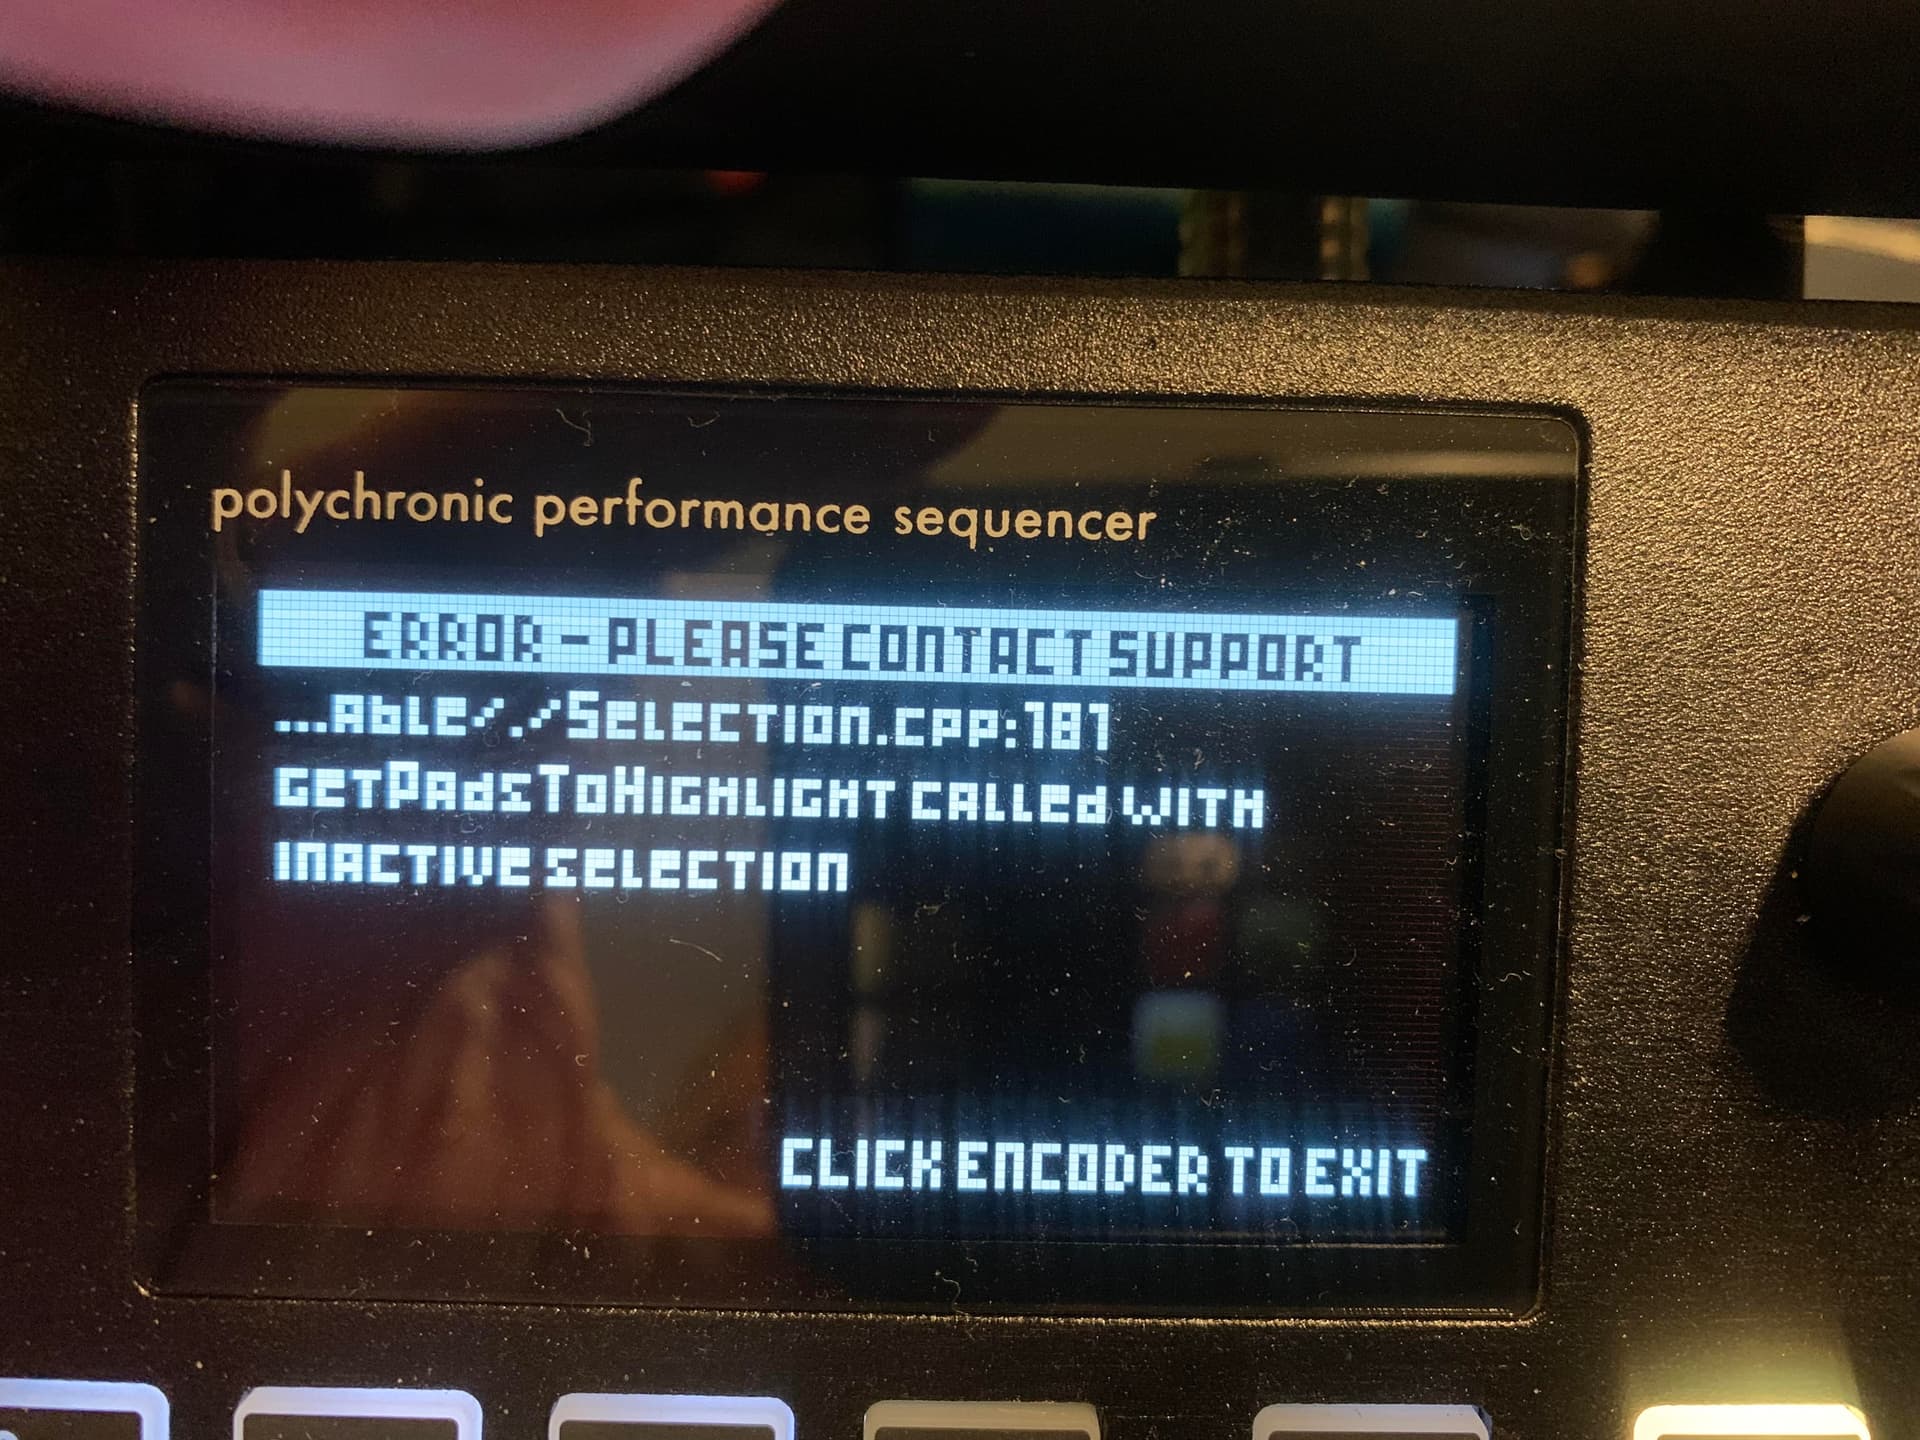 polychronic performance sequencer
ERROR - PLEASE CONTACT SUPPORT
...able/./Selection.cpp:181
getPadsToHighlight called with
inactive selection
CLICK ENCODER TO EXIT